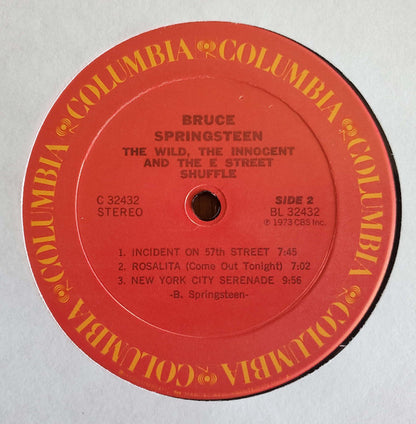 COLUMBIA COLUMBIA COLUMBIA COLUMBIA COLUMBIA COLUMBIA
BRUCE
SPRINGSTEEN
THE WILD, THE INNOCENT
AND THE E STREET
SHUFFLE
C 32432
STEREO
SIDE 2
BL 32432
℗ 1973 CBS Inc.
1. INCIDENT ON 57th STREET 7:45
2. ROSALITA (Come Out Tonight) 7:02
3. NEW YORK CITY SERENADE 9:56
-B. Springsteen-